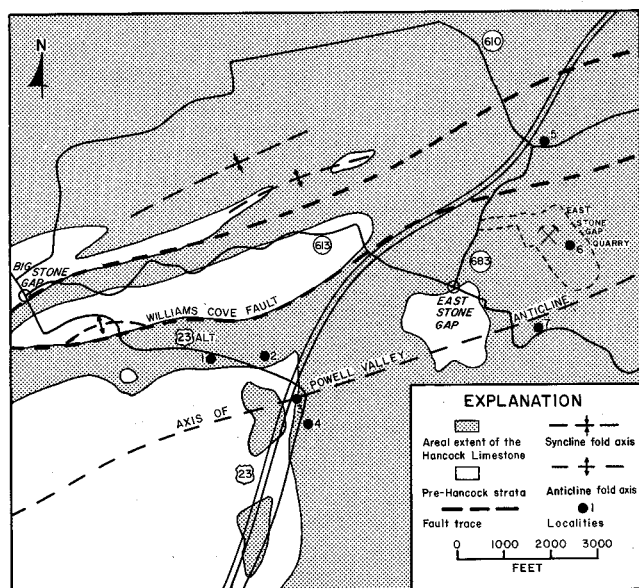 N
610
5
EAST
STONE
GAP
QUARRY
6
613
683
BIG
STONE
GAP
EAST
STONE
GAP
WILLIAMS COVE FAULT
23 ALT.
1
2
AXIS OF POWELL VALLEY ANTICLINE
7
3
4
23
EXPLANATION
Areal extent of the
Hancock Limestone
Pre-Hancock strata
Fault trace
Syncline fold axis
Anticline fold axis
1
Localities
0 1000 2000 3000
FEET